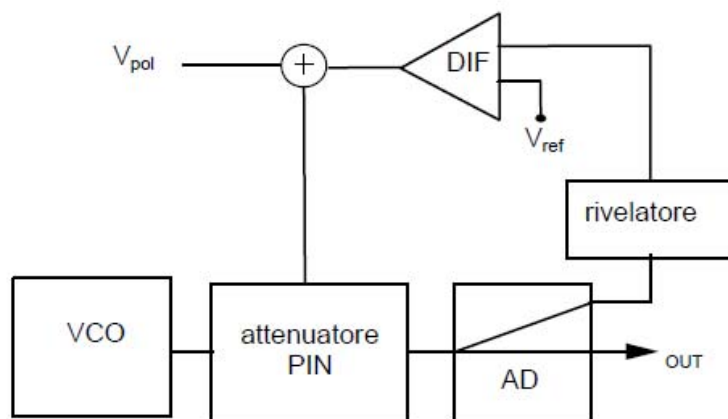 V_pol
+
DIF
V_ref
rivelatore
VCO
attenuatore
PIN
AD
OUT